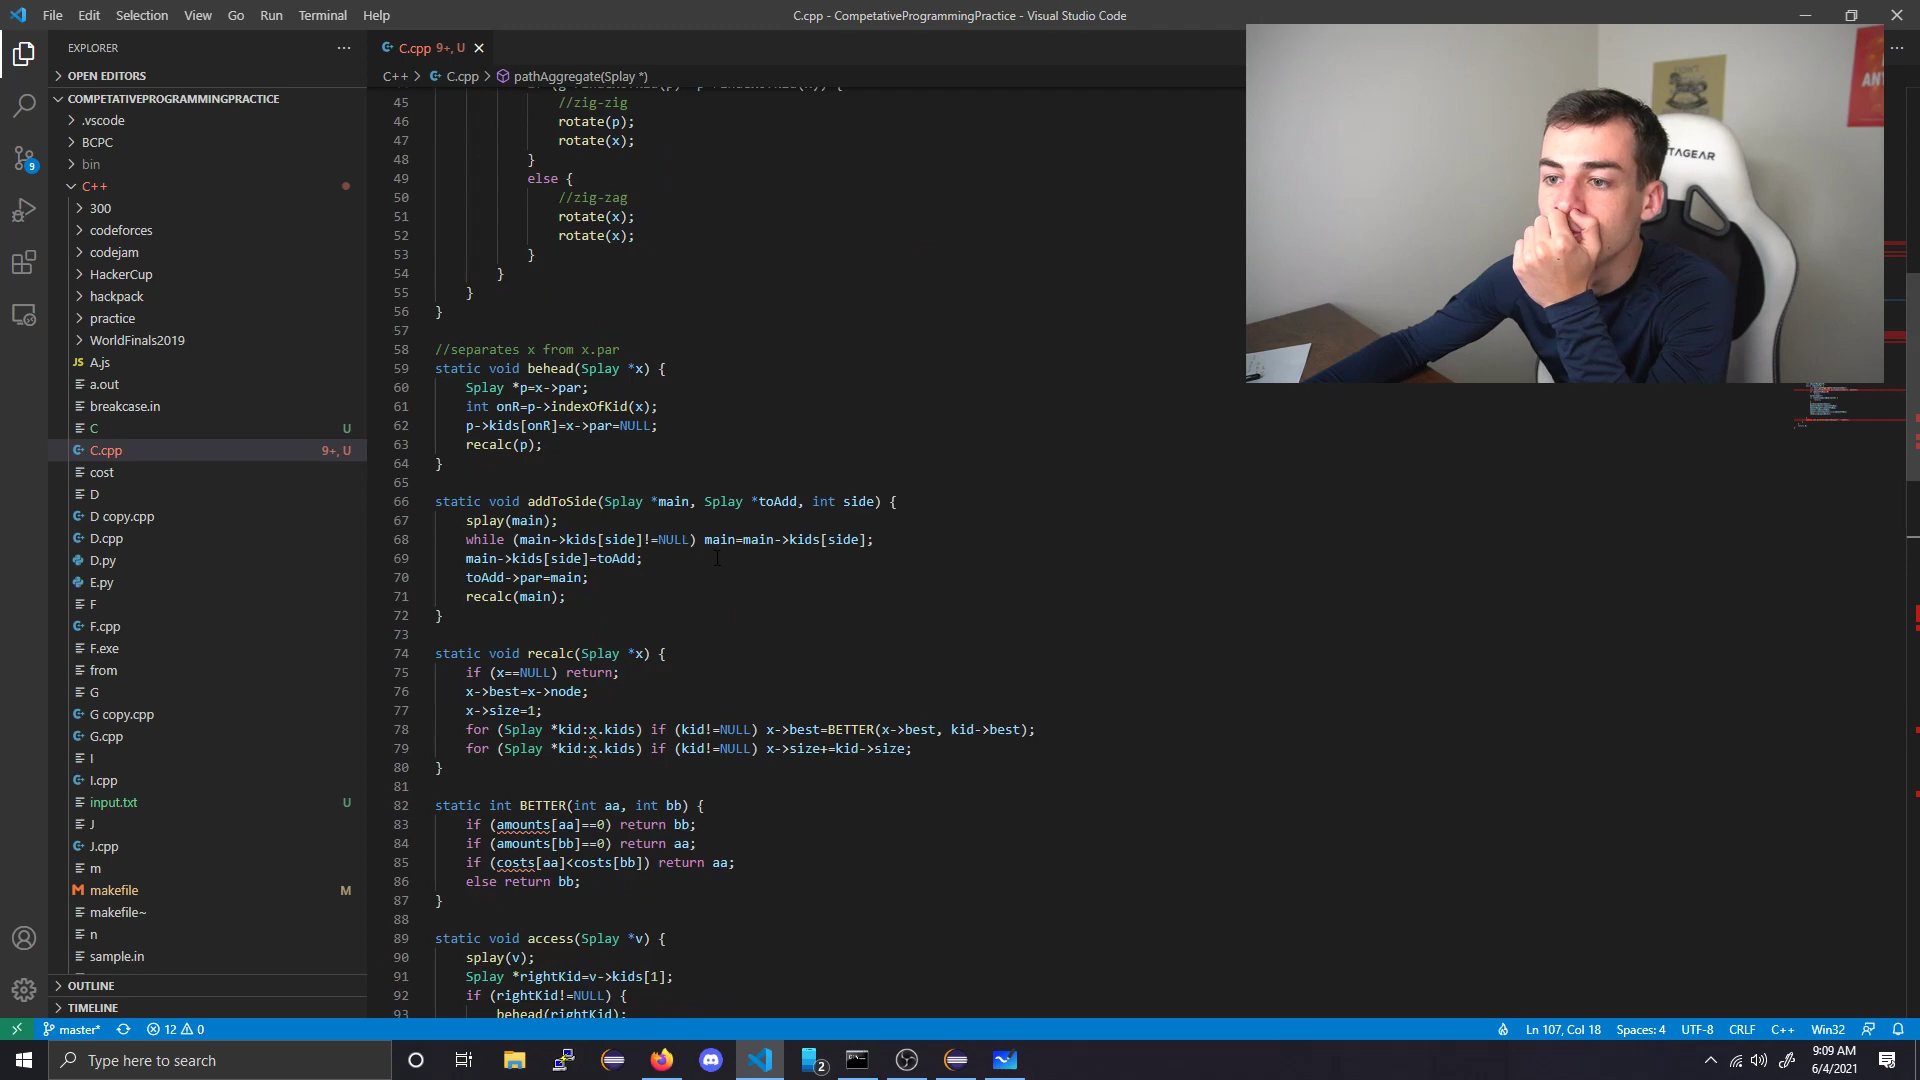 File Edit Selection View Go Run Terminal Help
C.cpp - CompetativeProgrammingPractice - Visual Studio Code
EXPLORER
OPEN EDITORS
COMPETATIVEPROGRAMMINGPRACTICE
.vscode
BCPC
bin
C++
300
codeforces
codejam
HackerCup
hackpack
practice
WorldFinals2019
JS A.js
a.out
breakcase.in
C U
C.cpp 9+, U
cost
D
D copy.cpp
D.cpp
D.py
E.py
F
F.cpp
F.exe
from
G
G copy.cpp
G.cpp
I
I.cpp
input.txt U
J
J.cpp
m
makefile M
makefile~
n
sample.in
OUTLINE
TIMELINE
C.cpp 9+, U
C++ > C.cpp > pathAggregate(Splay *)
45 //zig-zig
46 rotate(p);
47 rotate(x);
48 }
49 else {
50 //zig-zag
51 rotate(x);
52 rotate(x);
53 }
54 }
55 }
56 }
57
58 //separates x from x.par
59 static void behead(Splay *x) {
60 Splay *p=x->par;
61 int onR=p->indexOfKid(x);
62 p->kids[onR]=x->par=NULL;
63 recalc(p);
64 }
65
66 static void addToSide(Splay *main, Splay *toAdd, int side) {
67 splay(main);
68 while (main->kids[side]!=NULL) main=main->kids[side];
69 main->kids[side]=toAdd;
70 toAdd->par=main;
71 recalc(main);
72 }
73
74 static void recalc(Splay *x) {
75 if (x==NULL) return;
76 x->best=x->node;
77 x->size=1;
78 for (Splay *kid:x.kids) if (kid!=NULL) x->best=BETTER(x->best, kid->best);
79 for (Splay *kid:x.kids) if (kid!=NULL) x->size+=kid->size;
80 }
81
82 static int BETTER(int aa, int bb) {
83 if (amounts[aa]==0) return bb;
84 if (amounts[bb]==0) return aa;
85 if (costs[aa]<costs[bb]) return aa;
86 else return bb;
87 }
88
89 static void access(Splay *v) {
90 splay(v);
91 Splay *rightKid=v->kids[1];
92 if (rightKid!=NULL) {
93 behead(rightKid);
9
master* 12 0
Ln 107, Col 18 Spaces: 4 UTF-8 CRLF C++ Win32
Type here to search
2
9:09 AM
6/4/2021